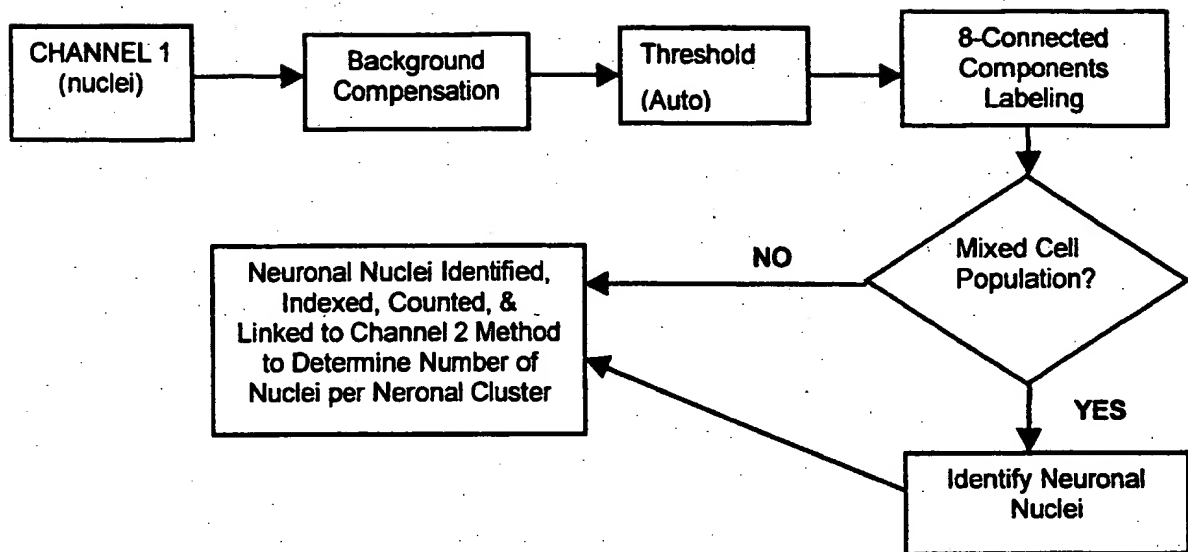 CHANNEL 1
(nuclei)
Background
Compensation
Threshold
(Auto)
8-Connected
Components
Labeling
Mixed Cell
Population?
NO
YES
Neuronal Nuclei Identified,
Indexed, Counted, &
Linked to Channel 2 Method
to Determine Number of
Nuclei per Neronal Cluster
Identify Neuronal
Nuclei